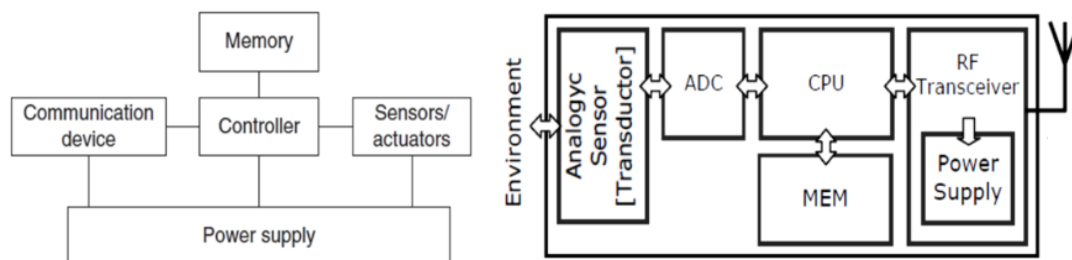 Memory
Communication
device
Controller
Sensors/
actuators
Power supply
Environment
Analogyc
Sensor
[Transductor]
ADC
CPU
RF
Transceiver
MEM
Power
Supply